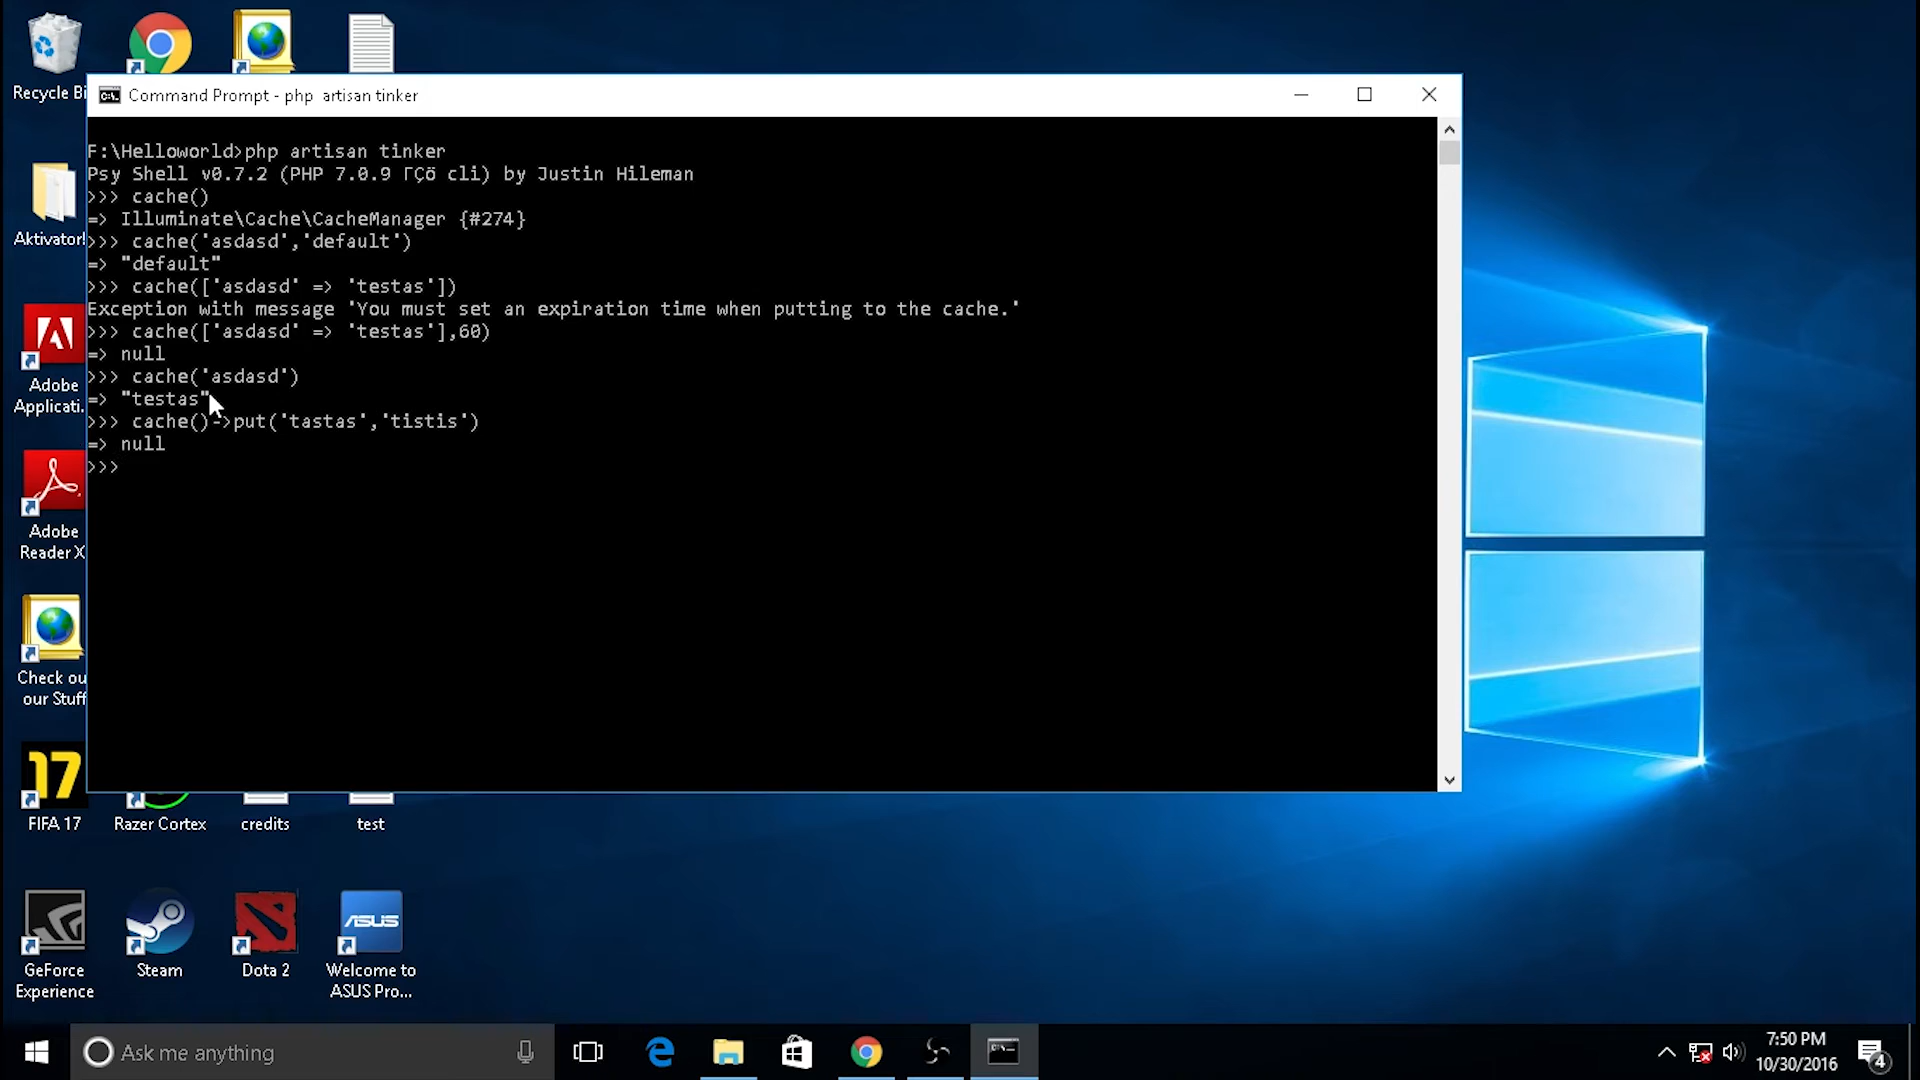 Recycle Bi
Command Prompt - php  artisan tinker
F:\Helloworld>php artisan tinker
Psy Shell v0.7.2 (PHP 7.0.9 ΓÇö cli) by Justin Hileman
>>> cache()
=> Illuminate\Cache\CacheManager {#274}
>>> cache('asdasd','default')
=> "default"
>>> cache(['asdasd' => 'testas'])
Exception with message 'You must set an expiration time when putting to the cache.'
>>> cache(['asdasd' => 'testas'],60)
=> null
>>> cache('asdasd')
=> "testas"
>>> cache()->put('tastas','tistis')
=> null
>>>
Aktivator!
Adobe
Applicati...
Adobe
Reader X
Check ou
our Stuff
17
FIFA 17
Razer Cortex
credits
test
GeForce
Experience
Steam
Dota 2
ASUS
Welcome to
ASUS Pro...
Ask me anything
7:50 PM
10/30/2016
4